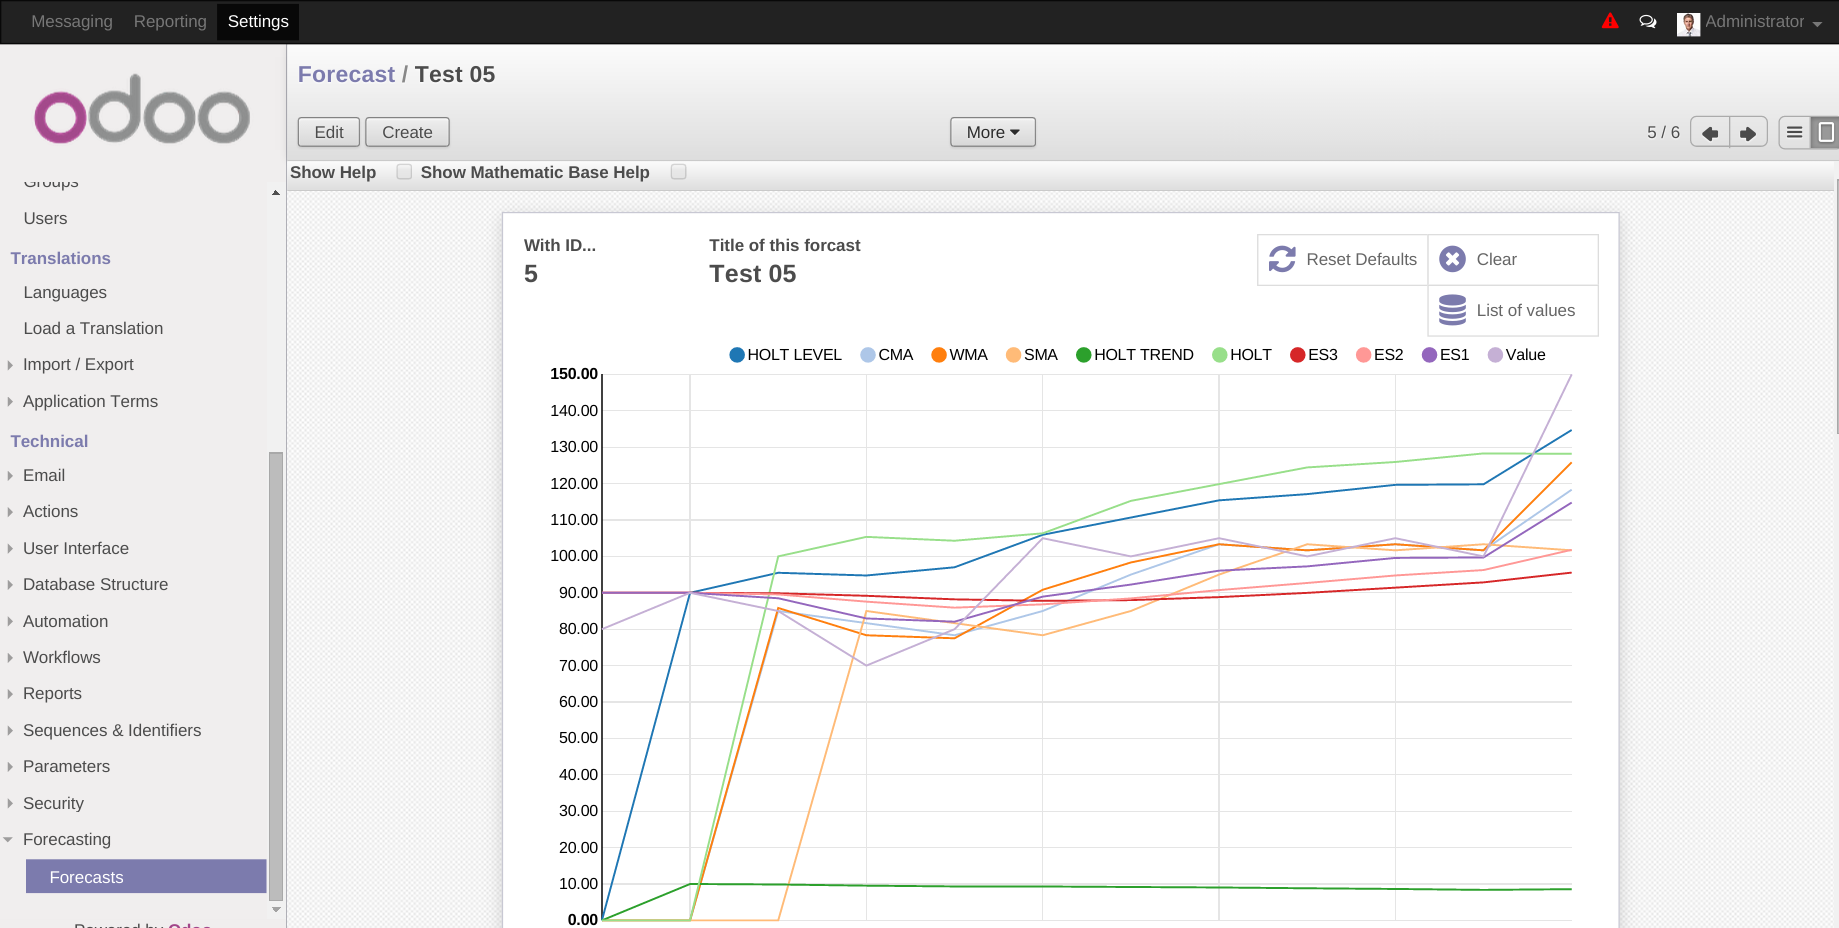 Messaging Reporting Settings Administrator
odoo
Groups
Users
Translations
Languages
Load a Translation
Import / Export
Application Terms
Technical
Email
Actions
User Interface
Database Structure
Automation
Workflows
Reports
Sequences & Identifiers
Parameters
Security
Forecasting
Forecasts
Powered by Odoo
Forecast / Test 05
Edit Create More 5 / 6
Show Help Show Mathematic Base Help
With ID... Title of this forcast
5 Test 05
Reset Defaults Clear
List of values
HOLT LEVEL CMA WMA SMA HOLT TREND HOLT ES3 ES2 ES1 Value
150.00
140.00
130.00
120.00
110.00
100.00
90.00
80.00
70.00
60.00
50.00
40.00
30.00
20.00
10.00
0.00